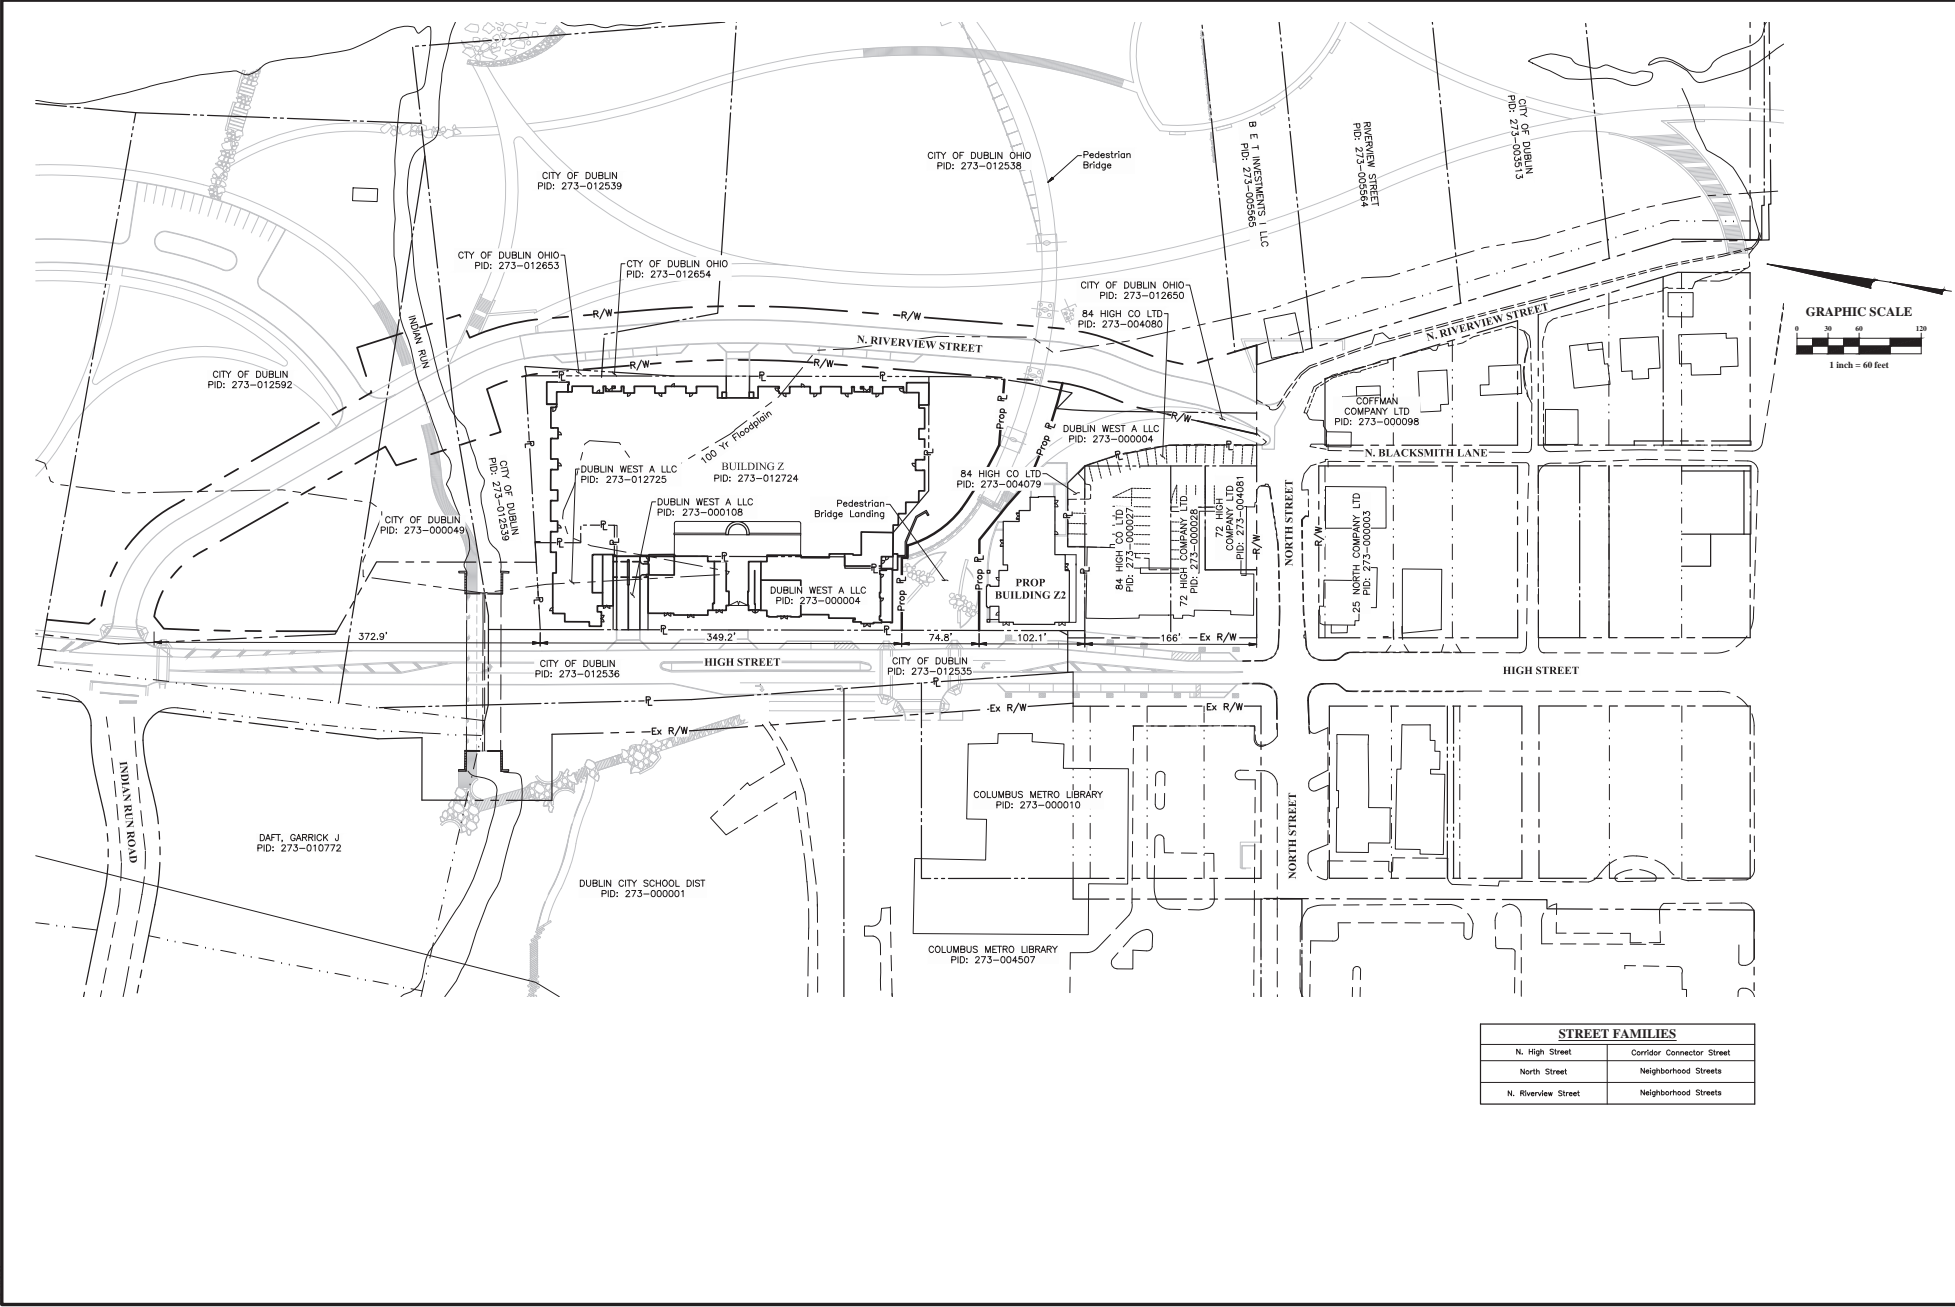 CITY OF DUBLIN
PID: 273-003513
RIVERVIEW STREET
PID: 273-005564
B E T INVESTMENTS I LLC
PID: 273-005565
CITY OF DUBLIN OHIO
PID: 273-012538
Pedestrian
Bridge
CITY OF DUBLIN
PID: 273-012539
CTY OF DUBLIN OHIO
PID: 273-012653
CTY OF DUBLIN OHIO
PID: 273-012654
CITY OF DUBLIN OHIO
PID: 273-012650
84 HIGH CO LTD
PID: 273-004080
R/W
R/W
N. RIVERVIEW STREET
N. RIVERVIEW STREET
GRAPHIC SCALE
0 30 60 120
1 inch = 60 feet
INDIAN RUN
R/W
R/W
CITY OF DUBLIN
PID: 273-012592
COFFMAN
COMPANY LTD
PID: 273-000098
R/W
Prop PL
Prop PL
100 Yr Floodplain
DUBLIN WEST A LLC
PID: 273-000004
N. BLACKSMITH LANE
BUILDING Z
PID: 273-012724
DUBLIN WEST A LLC
PID: 273-012725
84 HIGH CO LTD
PID: 273-004079
CITY OF DUBLIN
PID: 273-012539
DUBLIN WEST A LLC
PID: 273-000108
Pedestrian
Bridge Landing
CITY OF DUBLIN
PID: 273-000049
84 HIGH CO LTD
PID: 273-000027
72 HIGH COMPANY LTD
PID: 273-000028
72 HIGH
COMPANY LTD
PID: 273-004081
R/W
NORTH STREET
R/W
25 NORTH COMPANY LTD
PID: 273-000003
PROP
BUILDING Z2
DUBLIN WEST A LLC
PID: 273-000004
Prop PL
Prop PL
372.9'
349.2'
74.8'
102.1'
166'
Ex R/W
CITY OF DUBLIN
PID: 273-012536
HIGH STREET
CITY OF DUBLIN
PID: 273-012535
HIGH STREET
Ex R/W
Ex R/W
Ex R/W
INDIAN RUN ROAD
COLUMBUS METRO LIBRARY
PID: 273-000010
NORTH STREET
DAFT, GARRICK J
PID: 273-010772
DUBLIN CITY SCHOOL DIST
PID: 273-000001
COLUMBUS METRO LIBRARY
PID: 273-004507
STREET FAMILIES
N. High Street Corridor Connector Street
North Street Neighborhood Streets
N. Riverview Street Neighborhood Streets